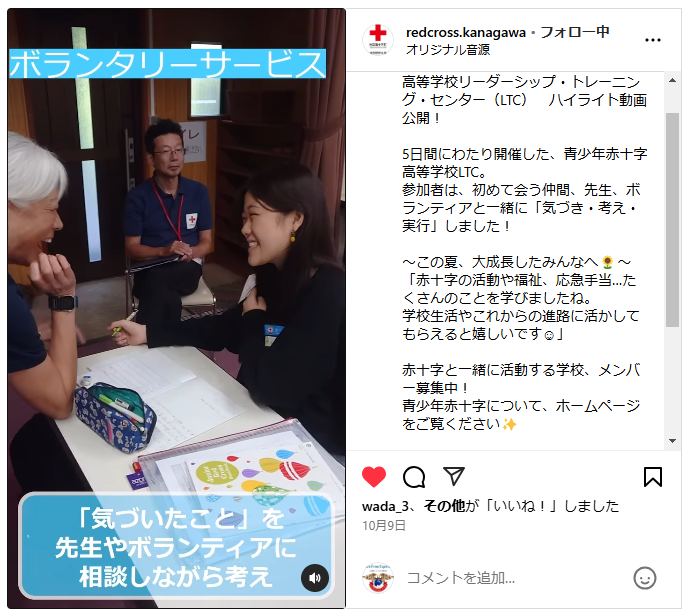 ボランタリーサービス
「気づいたこと」を
先生やボランティアに
相談しながら考え
redcross.kanagawa・フォロー中
オリジナル音源
高等学校リーダーシップ・トレーニン
グ・センター（LTC）　ハイライト動画
公開！
5日間にわたり開催した、青少年赤十字
高等学校LTC。
参加者は、初めて会う仲間、先生、ボ
ランティアと一緒に「気づき・考え・
実行」しました！
～この夏、大成長したみんなへ🌻～
「赤十字の活動や福祉、応急手当...た
くさんのことを学びましたね。
学校生活やこれからの進路に活かして
もらえると嬉しいです☺」
赤十字と一緒に活動する学校、メンバ
ー募集中！
青少年赤十字について、ホームページ
をご覧ください✨
wada_3、その他が「いいね！」しました
10月9日
コメントを追加...